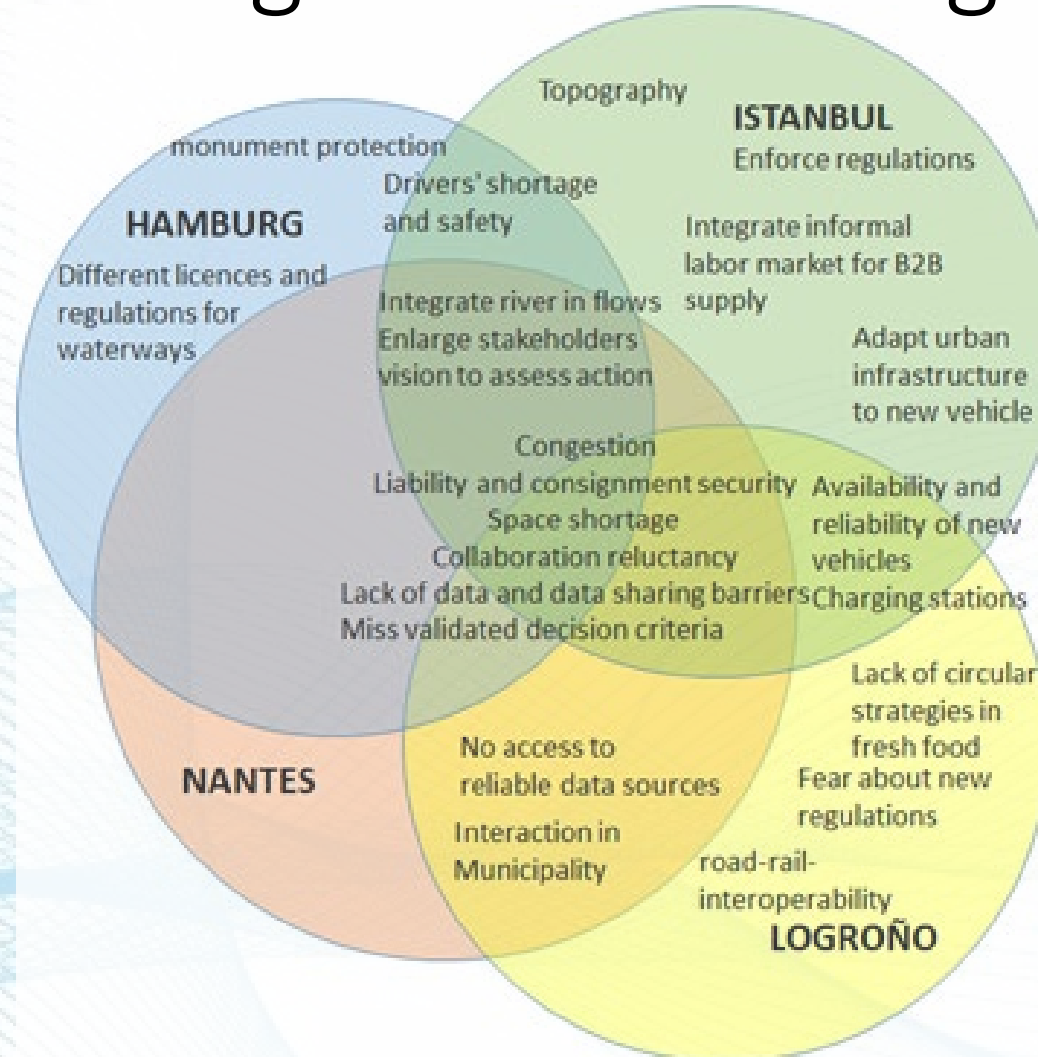 Topography
ISTANBUL
Enforce regulations
monument protection
Drivers' shortage
and safety
HAMBURG
Integrate informal
labor market for B2B
supply
Different licences and
regulations for
waterways
Integrate river in flows
Enlarge stakeholders
vision to assess action
Adapt urban
infrastructure
to new vehicle
Congestion
Liability and consignment security
Space shortage
Collaboration reluctancy
Lack of data and data sharing barriers
Miss validated decision criteria
Availability and
reliability of new
vehicles
Charging stations
Lack of circular
strategies in
fresh food
Fear about new
regulations
NANTES
No access to
reliable data sources
Interaction in
Municipality
road-rail-
interoperability
LOGROÑO